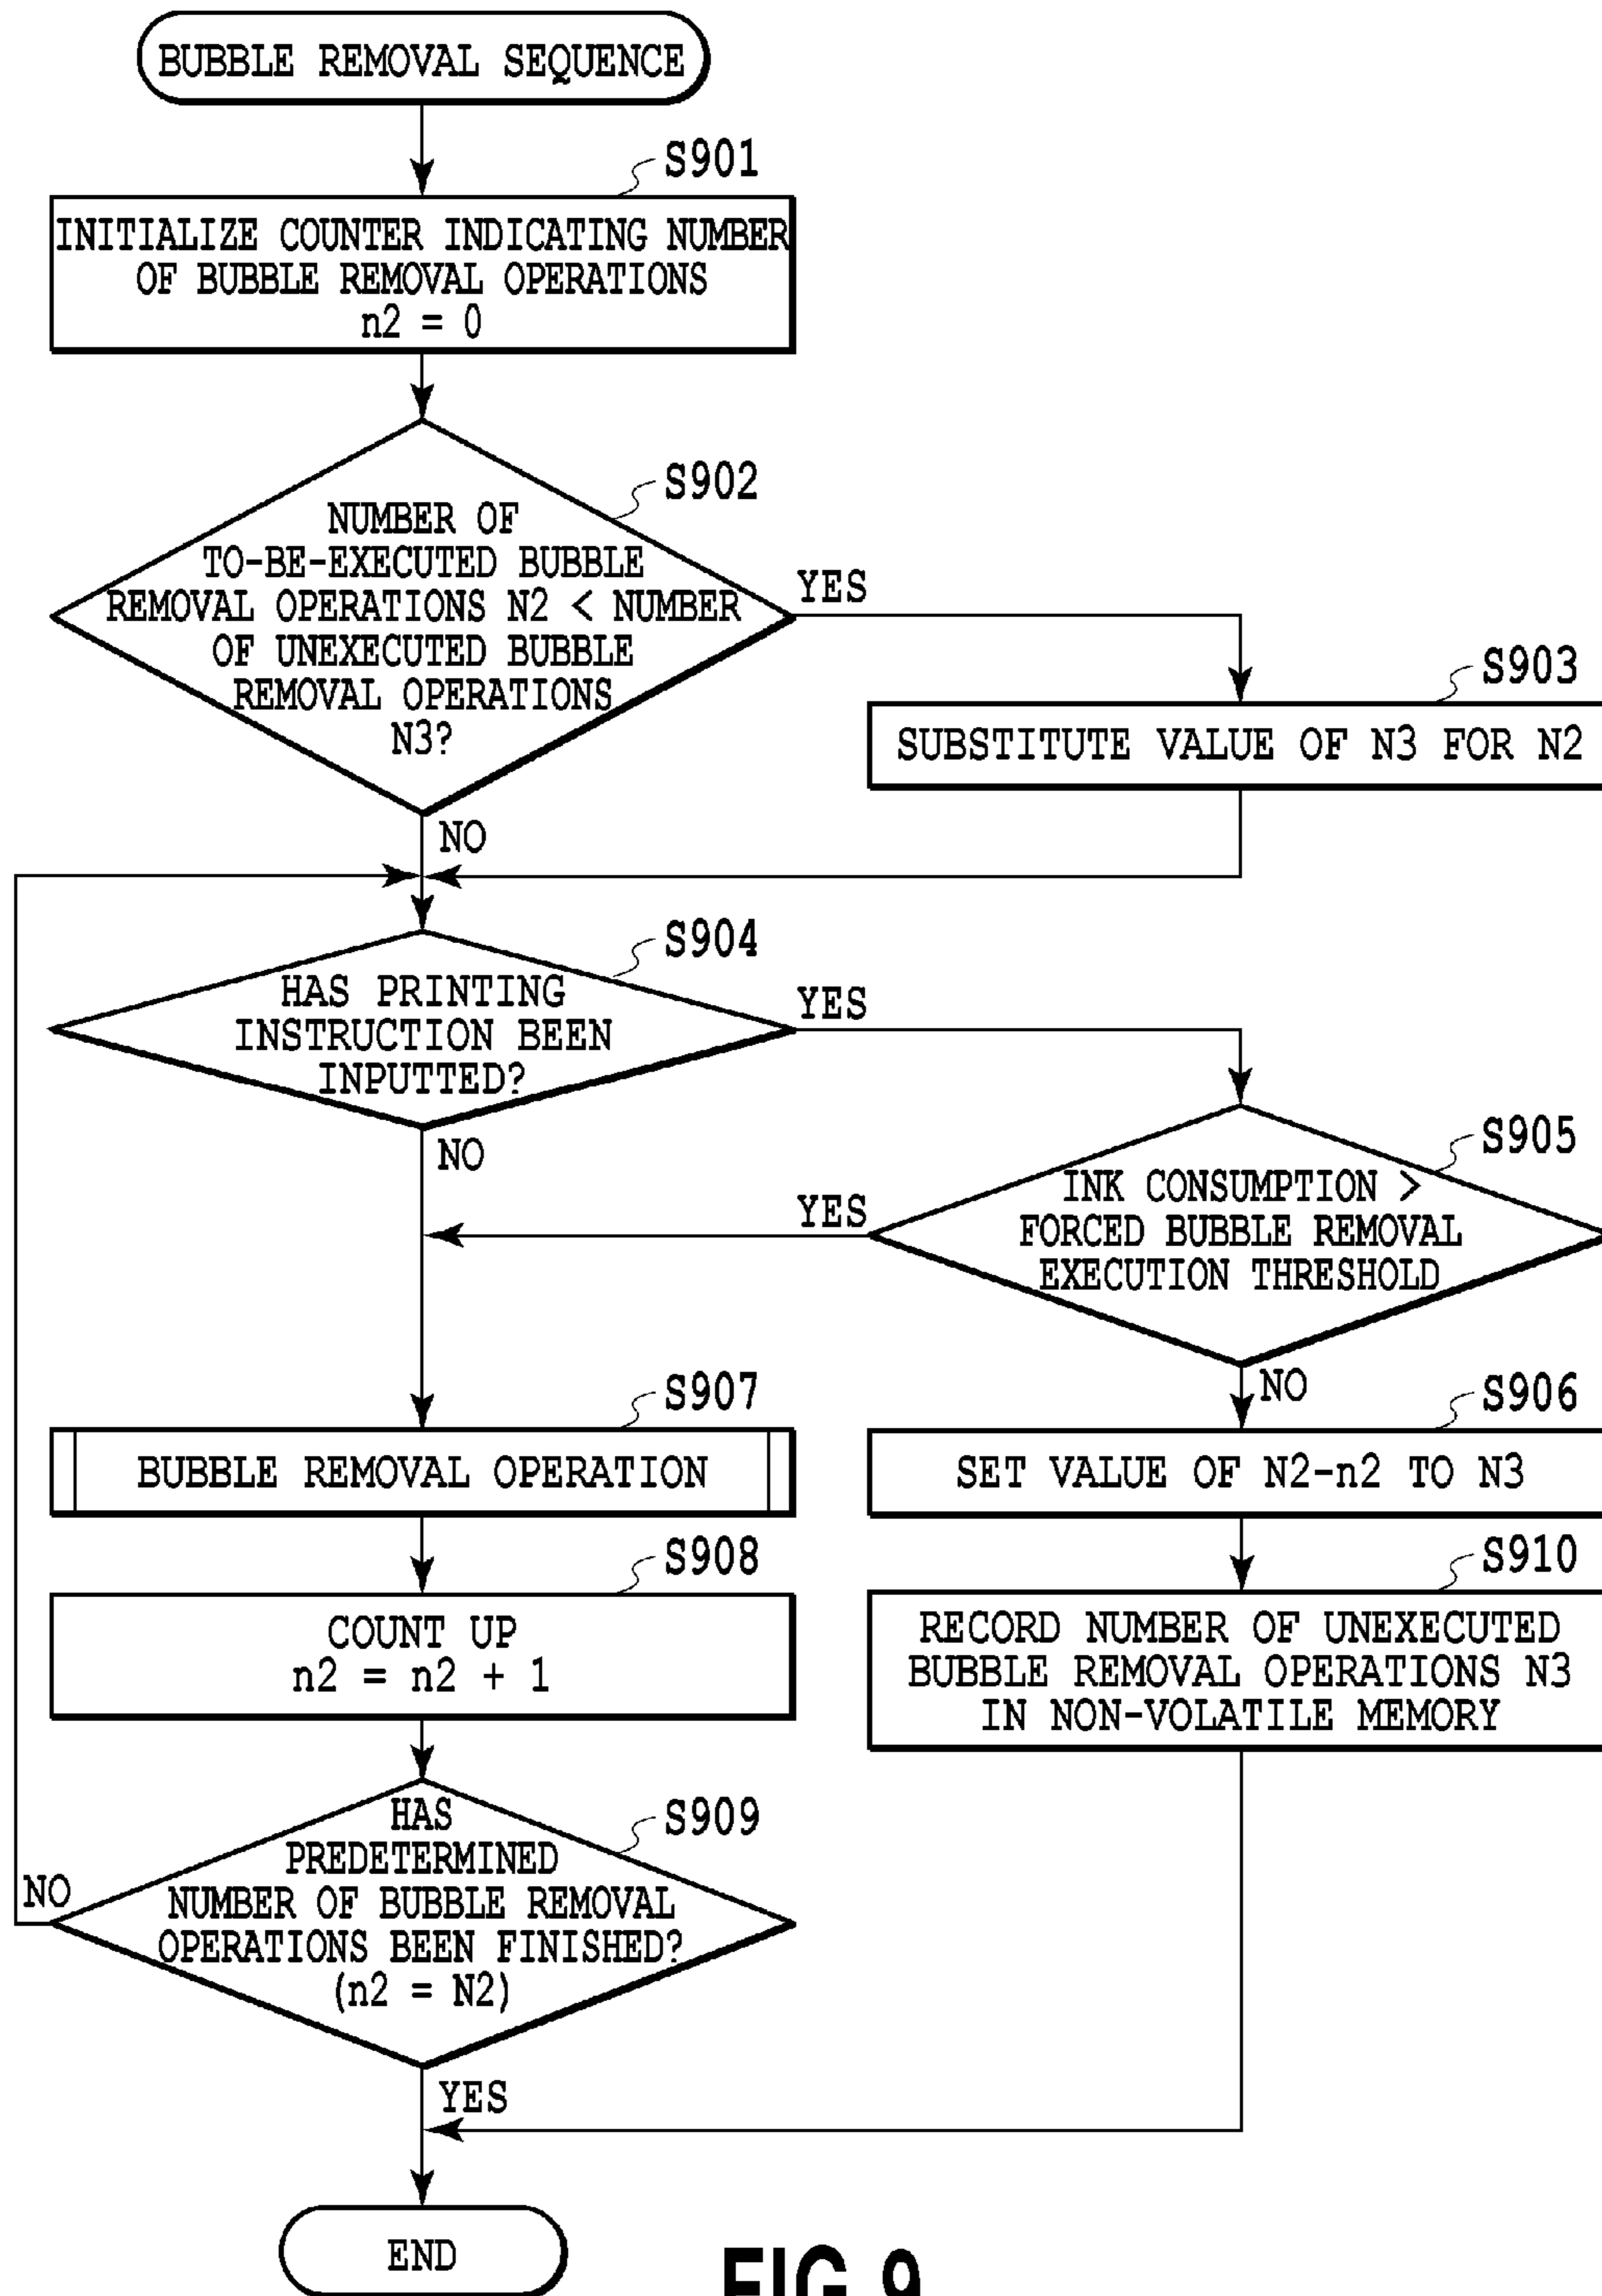 BUBBLE REMOVAL SEQUENCE
S901
INITIALIZE COUNTER INDICATING NUMBER
OF BUBBLE REMOVAL OPERATIONS
n2 = 0
S902
NUMBER OF
TO-BE-EXECUTED BUBBLE
REMOVAL OPERATIONS N2 < NUMBER
OF UNEXECUTED BUBBLE
REMOVAL OPERATIONS
N3?
YES
S903
SUBSTITUTE VALUE OF N3 FOR N2
NO
S904
HAS PRINTING
INSTRUCTION BEEN
INPUTTED?
YES
NO
S905
INK CONSUMPTION >
FORCED BUBBLE REMOVAL
EXECUTION THRESHOLD
YES
NO
S907
BUBBLE REMOVAL OPERATION
S906
SET VALUE OF N2-n2 TO N3
S908
COUNT UP
n2 = n2 + 1
S910
RECORD NUMBER OF UNEXECUTED
BUBBLE REMOVAL OPERATIONS N3
IN NON-VOLATILE MEMORY
S909
HAS
PREDETERMINED
NUMBER OF BUBBLE REMOVAL
OPERATIONS BEEN FINISHED?
(n2 = N2)
NO
YES
END
FIG.9